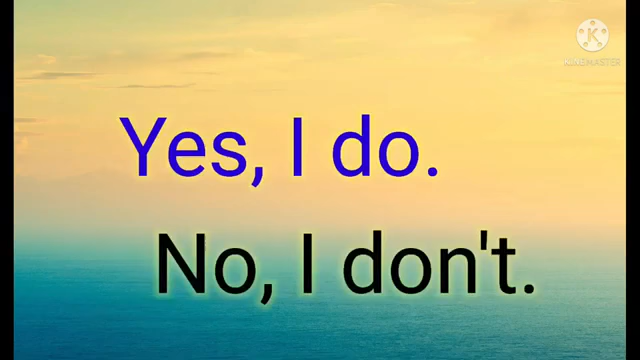 K
KINEMASTER
Yes, I do.
No, I don't.